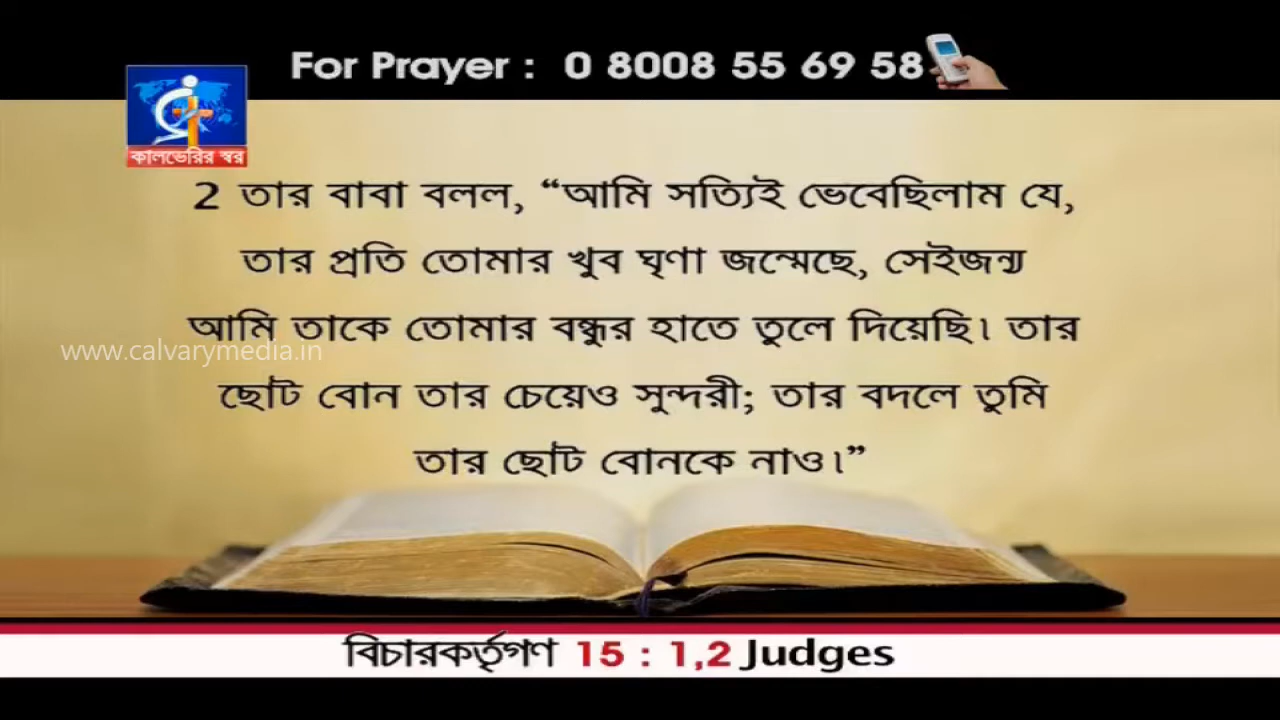 For Prayer : 0 8008 55 69 58
কালভেরির স্বর
2 তার বাবা বলল, “আমি সত্যিই ভেবেছিলাম যে,
তার প্রতি তোমার খুব ঘৃণা জন্মেছে, সেইজন্য
আমি তাকে তোমার বন্ধুর হাতে তুলে দিয়েছি। তার
www.calvarymedia.in
ছোট বোন তার চেয়েও সুন্দরী; তার বদলে তুমি
তার ছোট বোনকে নাও।”
বিচারকর্তৃগণ 15 : 1,2 Judges